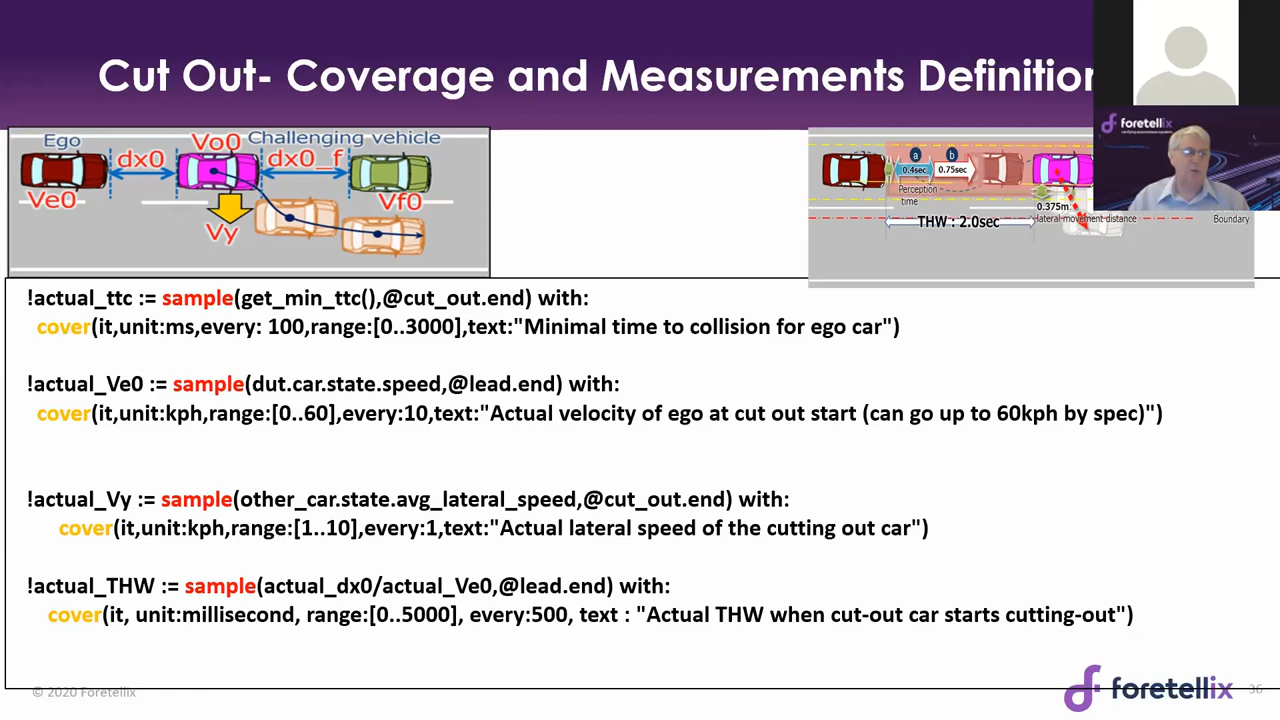 Cut Out- Coverage and Measurements Definition
foretellix
Ego
Vo0
Challenging vehicle
dx0
dx0_f
Ve0
Vf0
Vy
a
b
0.4sec
0.75sec
Perception
time
0.375m
lateral movement distance
Boundary
THW : 2.0sec
!actual_ttc := sample(get_min_ttc(),@cut_out.end) with:
cover(it,unit:ms,every: 100,range:[0..3000],text:"Minimal time to collision for ego car")
!actual_Ve0 := sample(dut.car.state.speed,@lead.end) with:
cover(it,unit:kph,range:[0..60],every:10,text:"Actual velocity of ego at cut out start (can go up to 60kph by spec)")
!actual_Vy := sample(other_car.state.avg_lateral_speed,@cut_out.end) with:
cover(it,unit:kph,range:[1..10],every:1,text:"Actual lateral speed of the cutting out car")
!actual_THW := sample(actual_dx0/actual_Ve0,@lead.end) with:
cover(it, unit:millisecond, range:[0..5000], every:500, text : "Actual THW when cut-out car starts cutting-out")
© 2020 Foretellix
foretellix
36